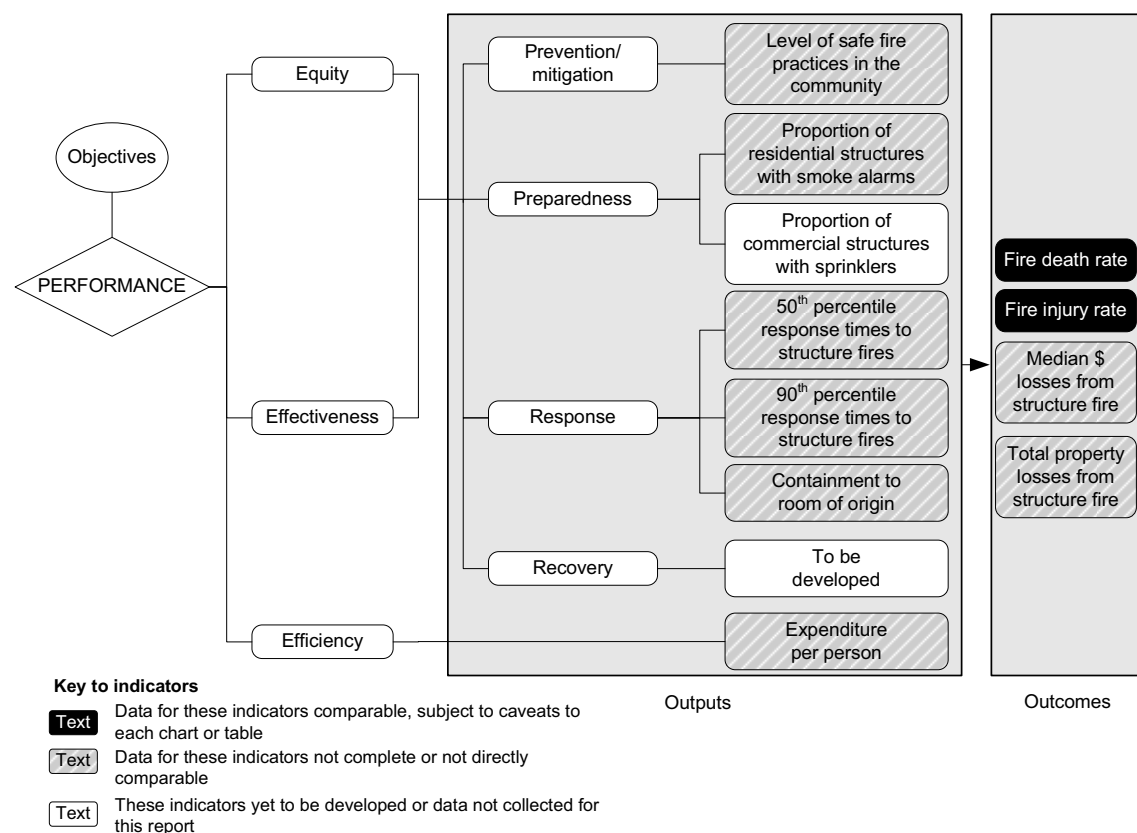 Objectives
PERFORMANCE
Equity
Effectiveness
Efficiency
Prevention/
mitigation
Preparedness
Response
Recovery
Level of safe fire
practices in the
community
Proportion of
residential structures
with smoke alarms
Proportion of
commercial structures
with sprinklers
50th percentile
response times to
structure fires
90th percentile
response times to
structure fires
Containment to
room of origin
To be
developed
Expenditure
per person
Outputs
Fire death rate
Fire injury rate
Median $
losses from
structure fire
Total property
losses from
structure fire
Outcomes
Key to indicators
Text
Data for these indicators comparable, subject to caveats to
each chart or table
Text
Data for these indicators not complete or not directly
comparable
Text
These indicators yet to be developed or data not collected for
this report